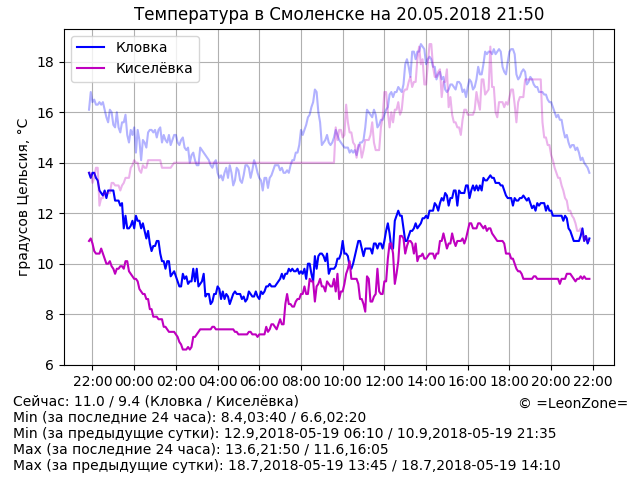 Температура в Смоленске на 20.05.2018 21:50
Кловка
Киселёвка
градусов Цельсия, °C
18
16
14
12
10
8
6
22:00 00:00 02:00 04:00 06:00 08:00 10:00 12:00 14:00 16:00 18:00 20:00 22:00
Сейчас: 11.0 / 9.4 (Кловка / Киселёвка)
© =LeonZone=
Min (за последние 24 часа): 8.4,03:40 / 6.6,02:20
Min (за предыдущие сутки): 12.9,2018-05-19 06:10 / 10.9,2018-05-19 21:35
Max (за последние 24 часа): 13.6,21:50 / 11.6,16:05
Max (за предыдущие сутки): 18.7,2018-05-19 13:45 / 18.7,2018-05-19 14:10